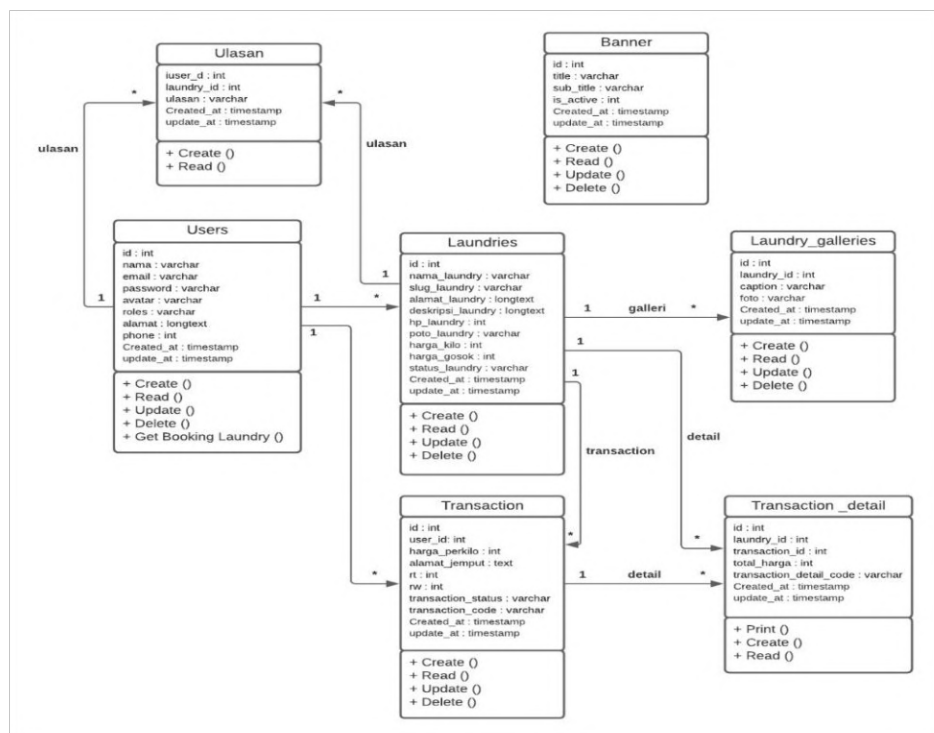 Ulasan
iuser_d : int
laundry_id : int
ulasan : varchar
Created_at : timestamp
update_at : timestamp
+ Create ()
+ Read ()
Banner
id : int
title : varchar
sub_title : varchar
is_active : int
Created_at : timestamp
update_at : timestamp
+ Create ()
+ Read ()
+ Update ()
+ Delete ()
*
*
ulasan
ulasan
1
1
Users
id : int
nama : varchar
email : varchar
password : varchar
avatar : varchar
roles : varchar
alamat : longtext
phone : int
Created_at : timestamp
update_at : timestamp
+ Create ()
+ Read ()
+ Update ()
+ Delete ()
+ Get Booking Laundry ()
1
*
1
Laundries
id : int
nama_laundry : varchar
slug_laundry : varchar
alamat_laundry : longtext
deskripsi_laundry : longtext
hp_laundry : int
poto_laundry : varchar
harga_kilo : int
harga_gosok : int
status_laundry : varchar
Created_at : timestamp
update_at : timestamp
+ Create ()
+ Read ()
+ Update ()
+ Delete ()
1
galleri
*
1
1
Laundry_galleries
id : int
laundry_id : int
caption : varchar
foto : varchar
Created_at : timestamp
update_at : timestamp
+ Create ()
+ Read ()
+ Update ()
+ Delete ()
transaction
detail
*
*
*
Transaction
id : int
user_id: int
harga_perkilo : int
alamat_jemput : text
rt : int
rw : int
transaction_status : varchar
transaction_code : varchar
Created_at : timestamp
update_at : timestamp
+ Create ()
+ Read ()
+ Update ()
+ Delete ()
1
detail
*
Transaction _detail
id : int
laundry_id : int
transaction_id : int
total_harga : int
transaction_detail_code : varchar
Created_at : timestamp
update_at : timestamp
+ Print ()
+ Create ()
+ Read ()